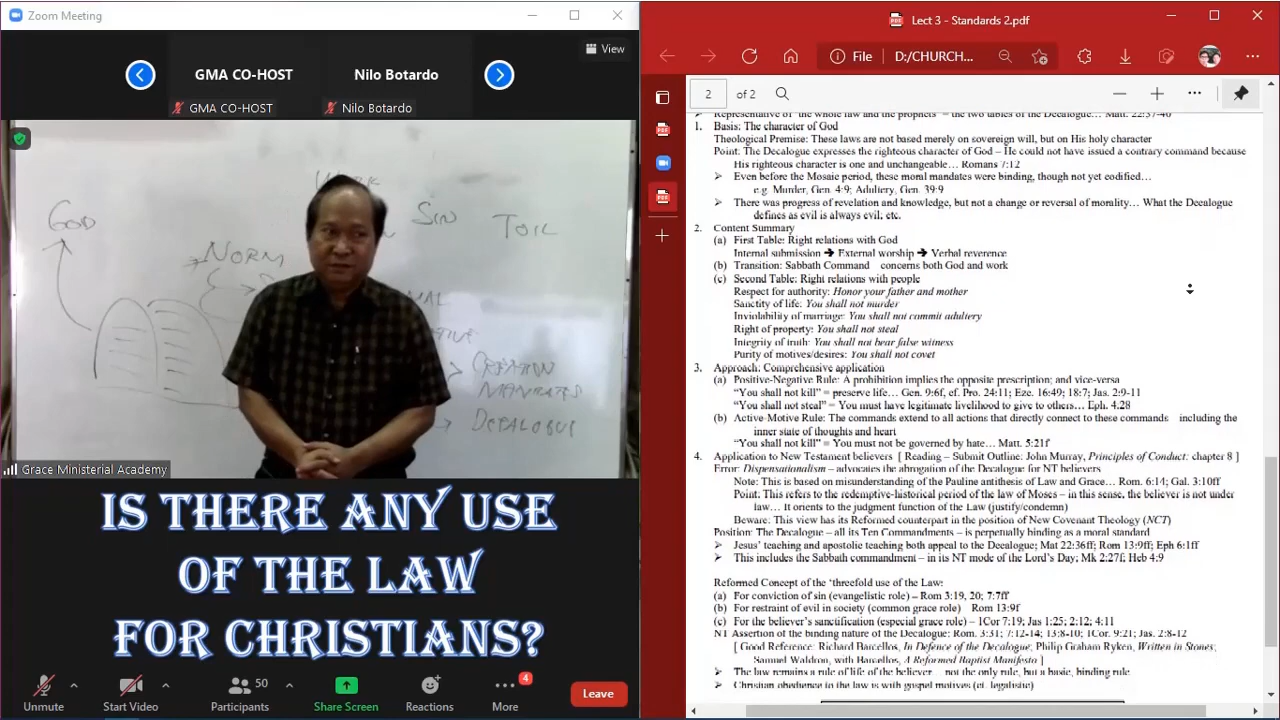 Zoom Meeting
View
GMA CO-HOST
Nilo Botardo
GMA CO-HOST
Nilo Botardo
GOD
NORM
SIN
TOIL
CREATION
MANDATES
DECALOGUE
Grace Ministerial Academy
IS THERE ANY USE
OF THE LAW
FOR CHRISTIANS?
50
4
Unmute
Start Video
Participants
Share Screen
Reactions
More
Leave
Lect 3 - Standards 2.pdf
File
D:/CHURCH...
2
of 2
Representative of "the whole law and the prophets" = the two tables of the Decalogue... Matt. 22:37-40
1. Basis: The character of God
Theological Premise: These laws are not based merely on sovereign will, but on His holy character
Point: The Decalogue expresses the righteous character of God – He could not have issued a contrary command because
His righteous character is one and unchangeable... Romans 7:12
➢ Even before the Mosaic period, these moral mandates were binding, though not yet codified...
e.g. Murder, Gen. 4:9; Adultery, Gen. 39:9
➢ There was progress of revelation and knowledge, but not a change or reversal of morality... What the Decalogue
defines as evil is always evil; etc.
2. Content Summary
(a) First Table: Right relations with God
Internal submission ➔ External worship ➔ Verbal reverence
(b) Transition: Sabbath Command concerns both God and work
(c) Second Table: Right relations with people
Respect for authority: Honor your father and mother
Sanctity of life: You shall not murder
Inviolability of marriage: You shall not commit adultery
Right of property: You shall not steal
Integrity of truth: You shall not bear false witness
Purity of motives/desires: You shall not covet
3. Approach: Comprehensive application
(a) Positive-Negative Rule: A prohibition implies the opposite prescription; and vice-versa
"You shall not kill" = preserve life... Gen. 9:6f, cf. Pro. 24:11; Eze. 16:49; 18:7; Jas. 2:9-11
"You shall not steal" = You must have legitimate livelihood to give to others... Eph. 4.28
(b) Active-Motive Rule: The commands extend to all actions that directly connect to these commands including the
inner state of thoughts and heart
"You shall not kill" = You must not be governed by hate... Matt. 5:21f
4. Application to New Testament believers [ Reading – Submit Outline: John Murray, Principles of Conduct: chapter 8 ]
Error: Dispensationalism – advocates the abrogation of the Decalogue for NT believers
Note: This is based on misunderstanding of the Pauline antithesis of Law and Grace... Rom. 6:14; Gal. 3:10ff
Point: This refers to the redemptive-historical period of the law of Moses – in this sense, the believer is not under
law... It orients to the judgment function of the Law (justify/condemn)
Beware: This view has its Reformed counterpart in the position of New Covenant Theology (NCT)
Position: The Decalogue – all its Ten Commandments – is perpetually binding as a moral standard
➢ Jesus' teaching and apostolic teaching both appeal to the Decalogue; Mat 22:36ff; Rom 13:9ff; Eph 6:1ff
➢ This includes the Sabbath commandment – in its NT mode of the Lord's Day; Mk 2:27f; Heb 4:9
Reformed Concept of the 'threefold use of the Law:
(a) For conviction of sin (evangelistic role) – Rom 3:19, 20; 7:7ff
(b) For restraint of evil in society (common grace role) Rom 13:9f
(c) For the believer's sanctification (especial grace role) – 1Cor 7:19; Jas 1:25; 2:12; 4:11
NT Assertion of the binding nature of the Decalogue: Rom. 3:31; 7:12-14; 13:8-10; 1Cor. 9:21; Jas. 2:8-12
[ Good Reference: Richard Barcellos, In Defence of the Decalogue; Philip Graham Ryken, Written in Stones;
Samuel Waldron, with Barcellos, A Reformed Baptist Manifesto ]
➢ The law remains a rule of life of the believer not the only rule, but a basic, binding rule.
➢ Christian obedience to the law is with gospel motives (cf. legalistic)